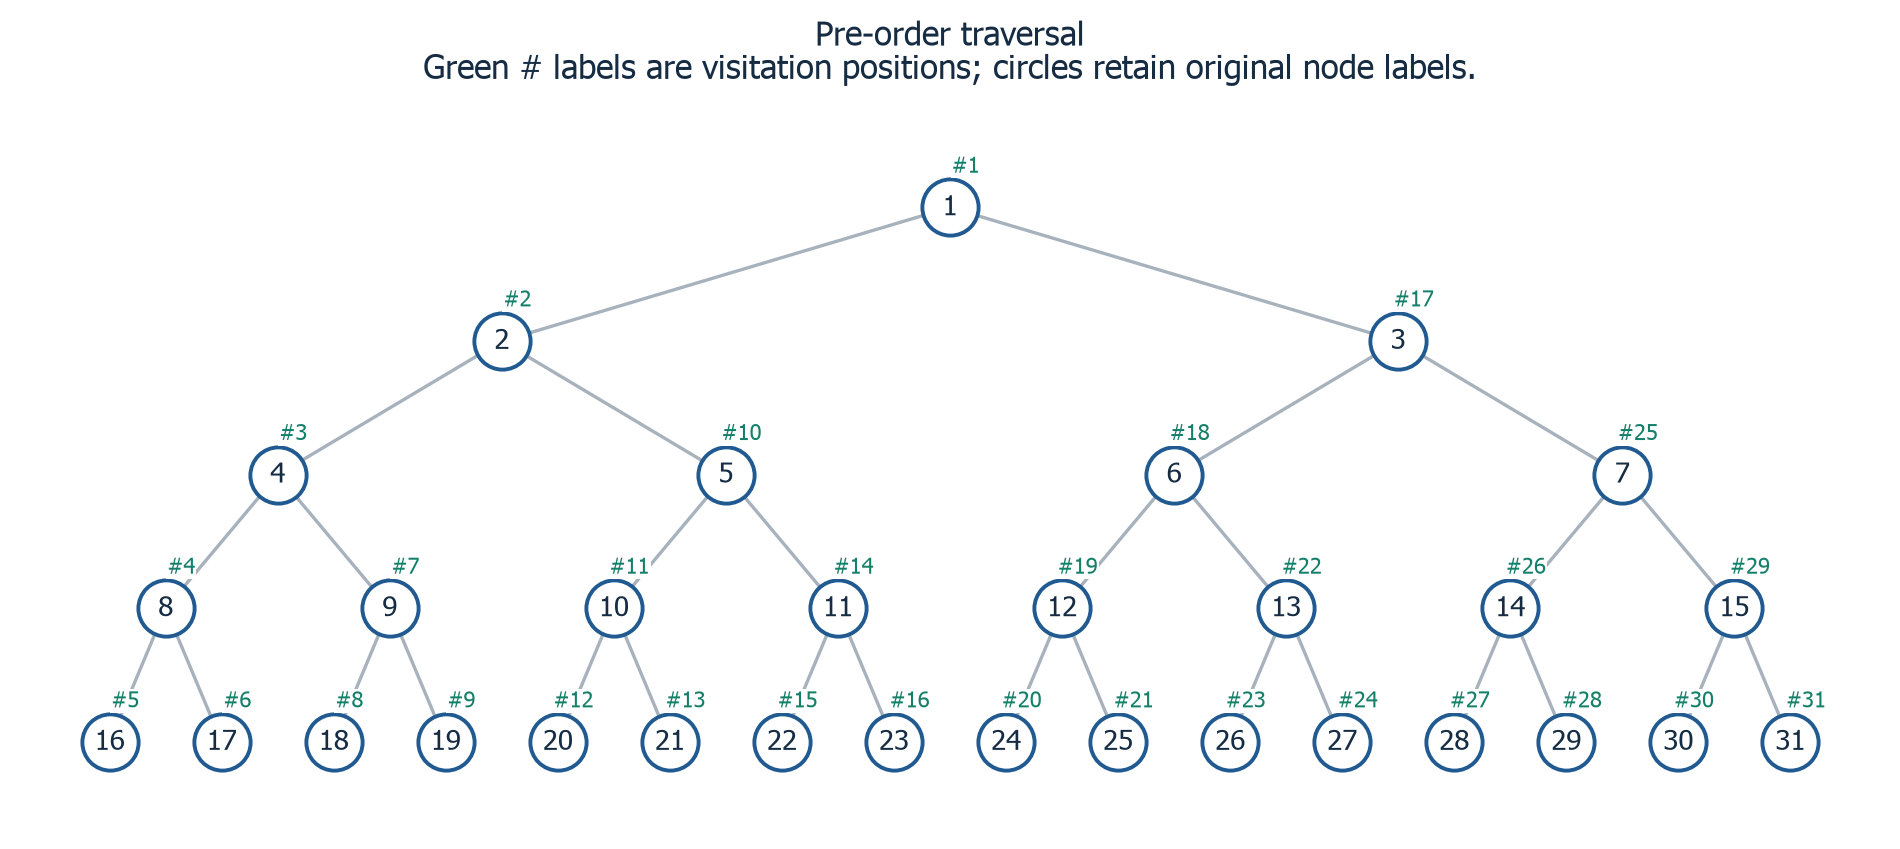 Pre-order traversal
Green # labels are visitation positions; circles retain original node labels.
#1
1
#2 #17
2 3
#3 #10 #18 #25
4 5 6 7
#4 #7 #11 #14 #19 #22 #26 #29
8 9 10 11 12 13 14 15
#5 #6 #8 #9 #12 #13 #15 #16 #20 #21 #23 #24 #27 #28 #30 #31
16 17 18 19 20 21 22 23 24 25 26 27 28 29 30 31